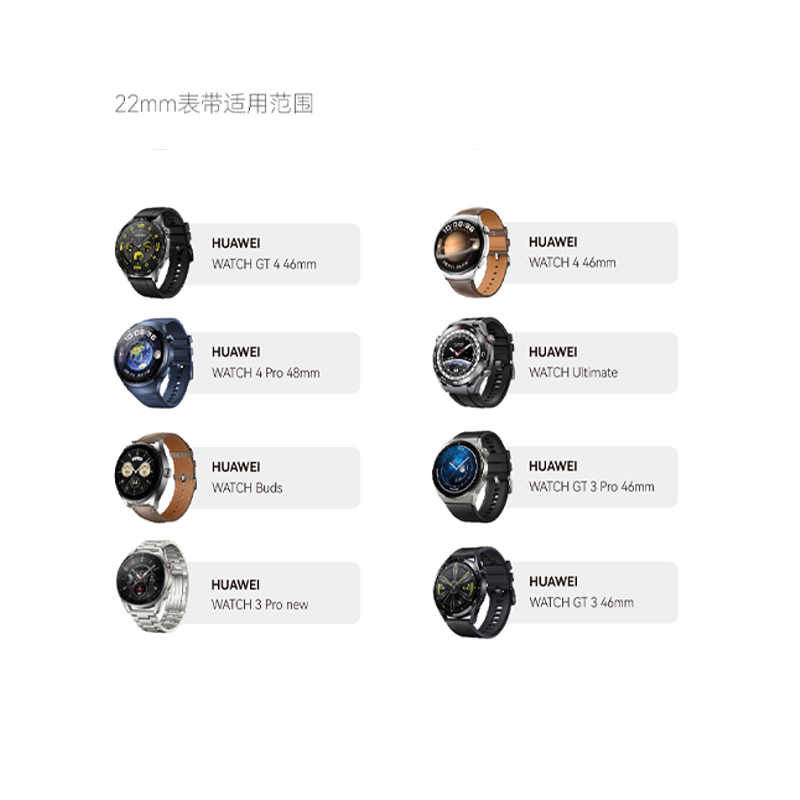 22mm表带适用范围
HUAWEI
WATCH GT 4 46mm
HUAWEI
WATCH 4 46mm
HUAWEI
WATCH 4 Pro 48mm
HUAWEI
WATCH Ultimate
HUAWEI
WATCH Buds
HUAWEI
WATCH GT 3 Pro 46mm
HUAWEI
WATCH 3 Pro new
HUAWEI
WATCH GT 3 46mm